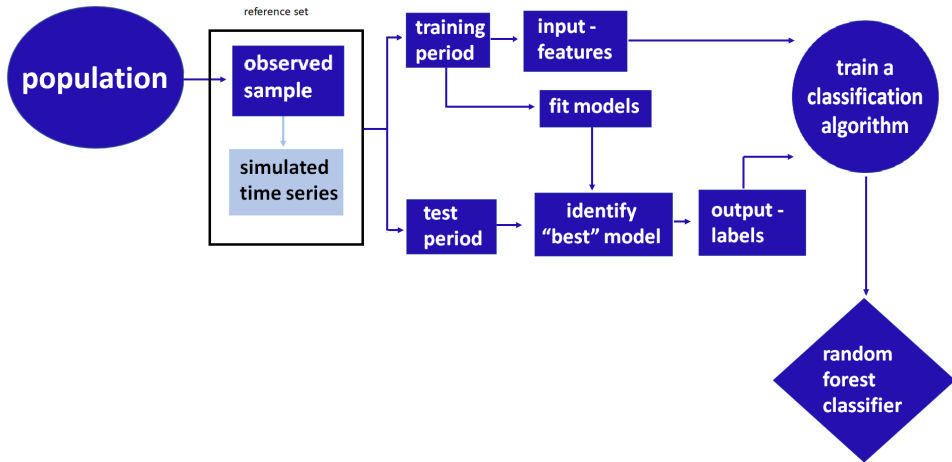 reference set
population
observed
sample
simulated
time series
training
period
input -
features
fit models
test
period
identify
“best” model
output -
labels
train a
classification
algorithm
random
forest
classifier